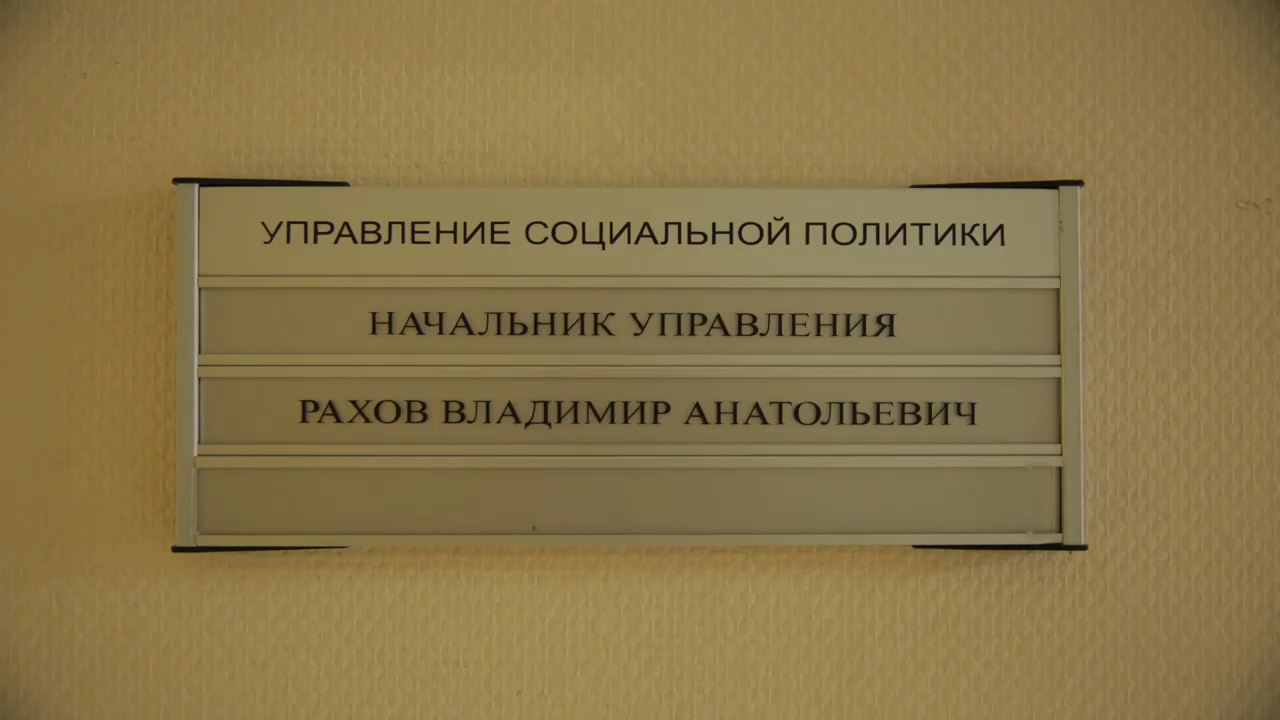 УПРАВЛЕНИЕ СОЦИАЛЬНОЙ ПОЛИТИКИ
НАЧАЛЬНИК УПРАВЛЕНИЯ
РАХОВ ВЛАДИМИР АНАТОЛЬЕВИЧ